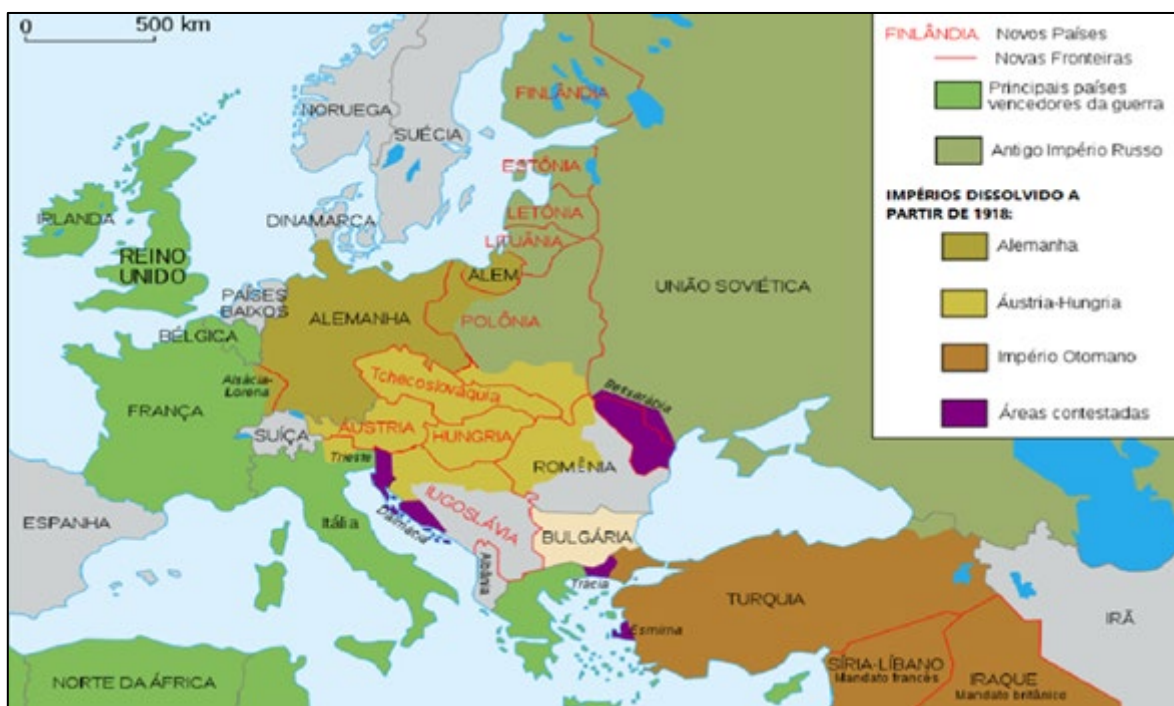 0 500 km
FINLÂNDIA Novos Países
Novas Fronteiras
Principais países
vencedores da guerra
Antigo Império Russo
IMPÉRIOS DISSOLVIDO A
PARTIR DE 1918:
Alemanha
Áustria-Hungria
Império Otomano
Áreas contestadas
NORUEGA
SUÉCIA
FINLÂNDIA
ESTÔNIA
LETÔNIA
LITUÂNIA
DINAMARCA
IRLANDA
REINO
UNIDO
PAÍSES
BAIXOS
BÉLGICA
ALEMANHA
ALEM
POLÔNIA
UNIÃO SOVIÉTICA
Alsácia-
Lorena
FRANÇA
SUÍÇA
Tchecoslováquia
ÁUSTRIA
HUNGRIA
Bessarábia
Trieste
ROMÊNIA
ESPANHA
Itália
IUGOSLÁVIA
Dalmácia
BULGÁRIA
Albânia
Trácia
Esmirna
TURQUIA
IRÃ
SÍRIA-LÍBANO
Mandato francês
IRAQUE
Mandato britânico
NORTE DA ÁFRICA